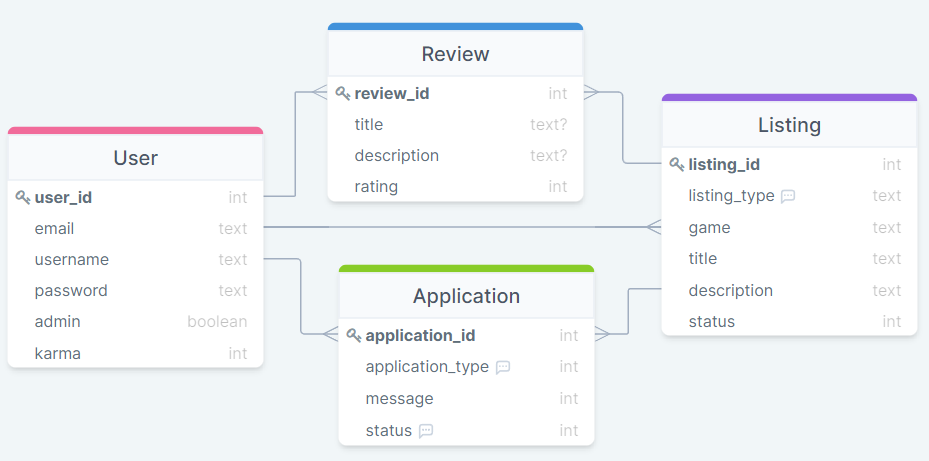 Review
review_id int
title text?
description text?
rating int
User
user_id int
email text
username text
password text
admin boolean
karma int
Application
application_id int
application_type int
message int
status int
Listing
listing_id int
listing_type text
game text
title text
description text
status int